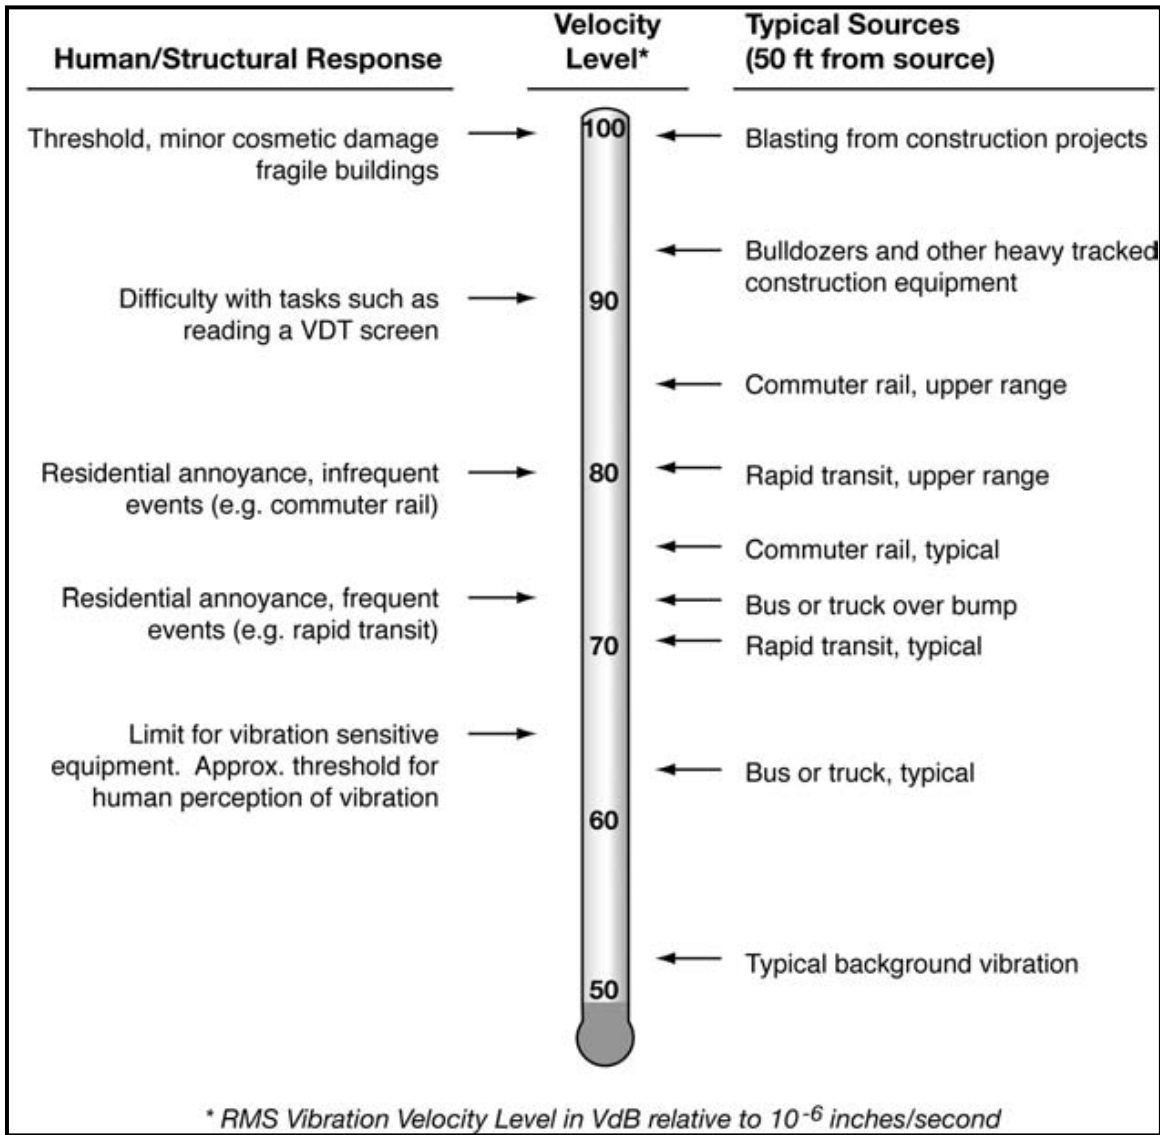 Human/Structural Response
Velocity
Level*
Typical Sources
(50 ft from source)
Threshold, minor cosmetic damage
fragile buildings
100
Blasting from construction projects
Bulldozers and other heavy tracked
construction equipment
Difficulty with tasks such as
reading a VDT screen
90
Commuter rail, upper range
Residential annoyance, infrequent
events (e.g. commuter rail)
80
Rapid transit, upper range
Commuter rail, typical
Residential annoyance, frequent
events (e.g. rapid transit)
Bus or truck over bump
70
Rapid transit, typical
Limit for vibration sensitive
equipment. Approx. threshold for
human perception of vibration
Bus or truck, typical
60
Typical background vibration
50
* RMS Vibration Velocity Level in VdB relative to 10⁻⁶ inches/second